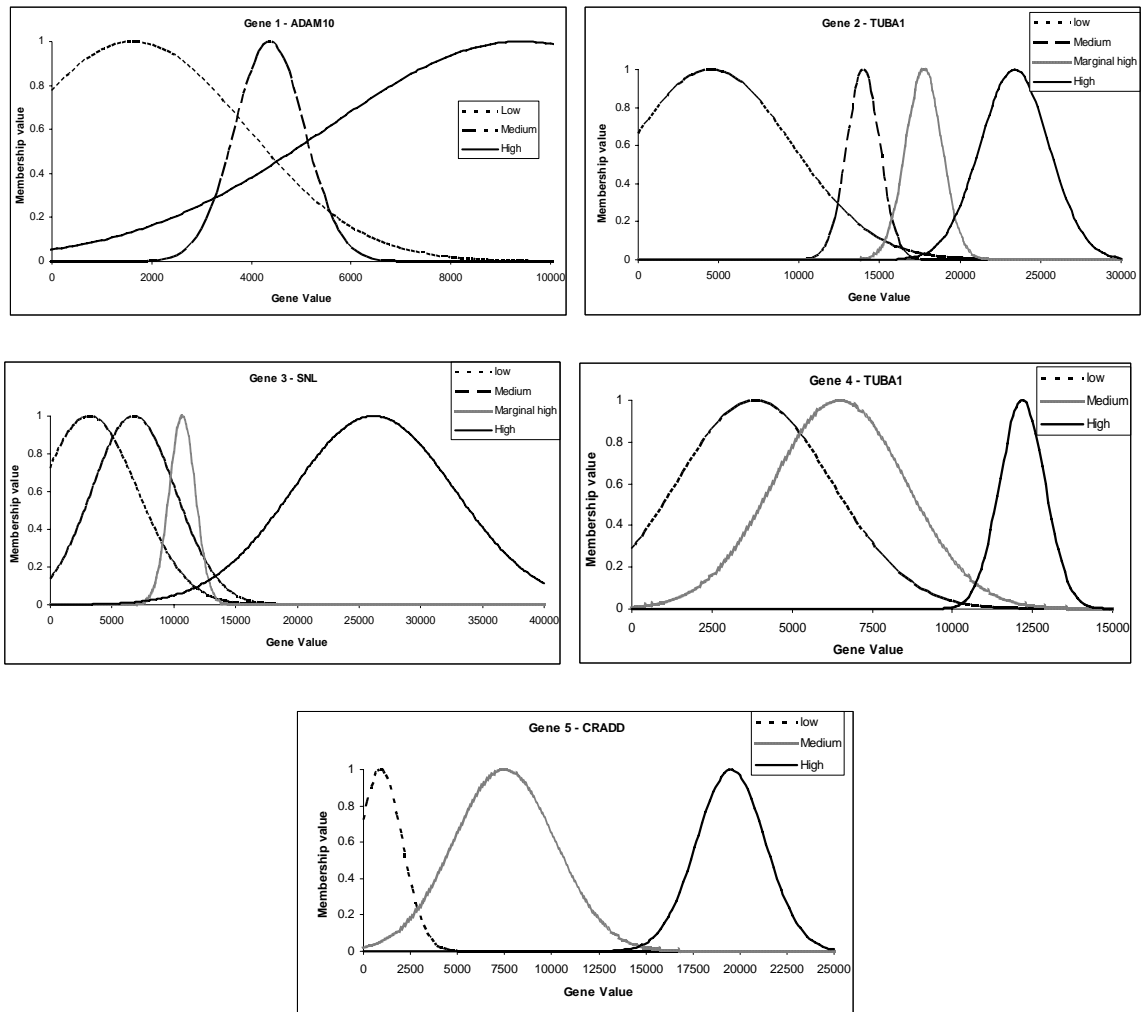 Gene 1 - ADAM10
Membership value
1
0.8
0.6
0.4
0.2
0
0 2000 4000 6000 8000 10000
Gene Value
Low
Medium
High
Gene 2 - TUBA1
Membership value
1
0.8
0.6
0.4
0.2
0
0 5000 10000 15000 20000 25000 30000
Gene Value
low
Medium
Marginal high
High
Gene 3 - SNL
Membership value
1
0.8
0.6
0.4
0.2
0
0 5000 10000 15000 20000 25000 30000 35000 40000
Gene Value
low
Medium
Marginal high
High
Gene 4 - TUBA1
Membership value
1
0.8
0.6
0.4
0.2
0
0 2500 5000 7500 10000 12500 15000
Gene Value
low
Medium
High
Gene 5 - CRADD
Membership value
1
0.8
0.6
0.4
0.2
0
0 2500 5000 7500 10000 12500 15000 17500 20000 22500 25000
Gene Value
low
Medium
High